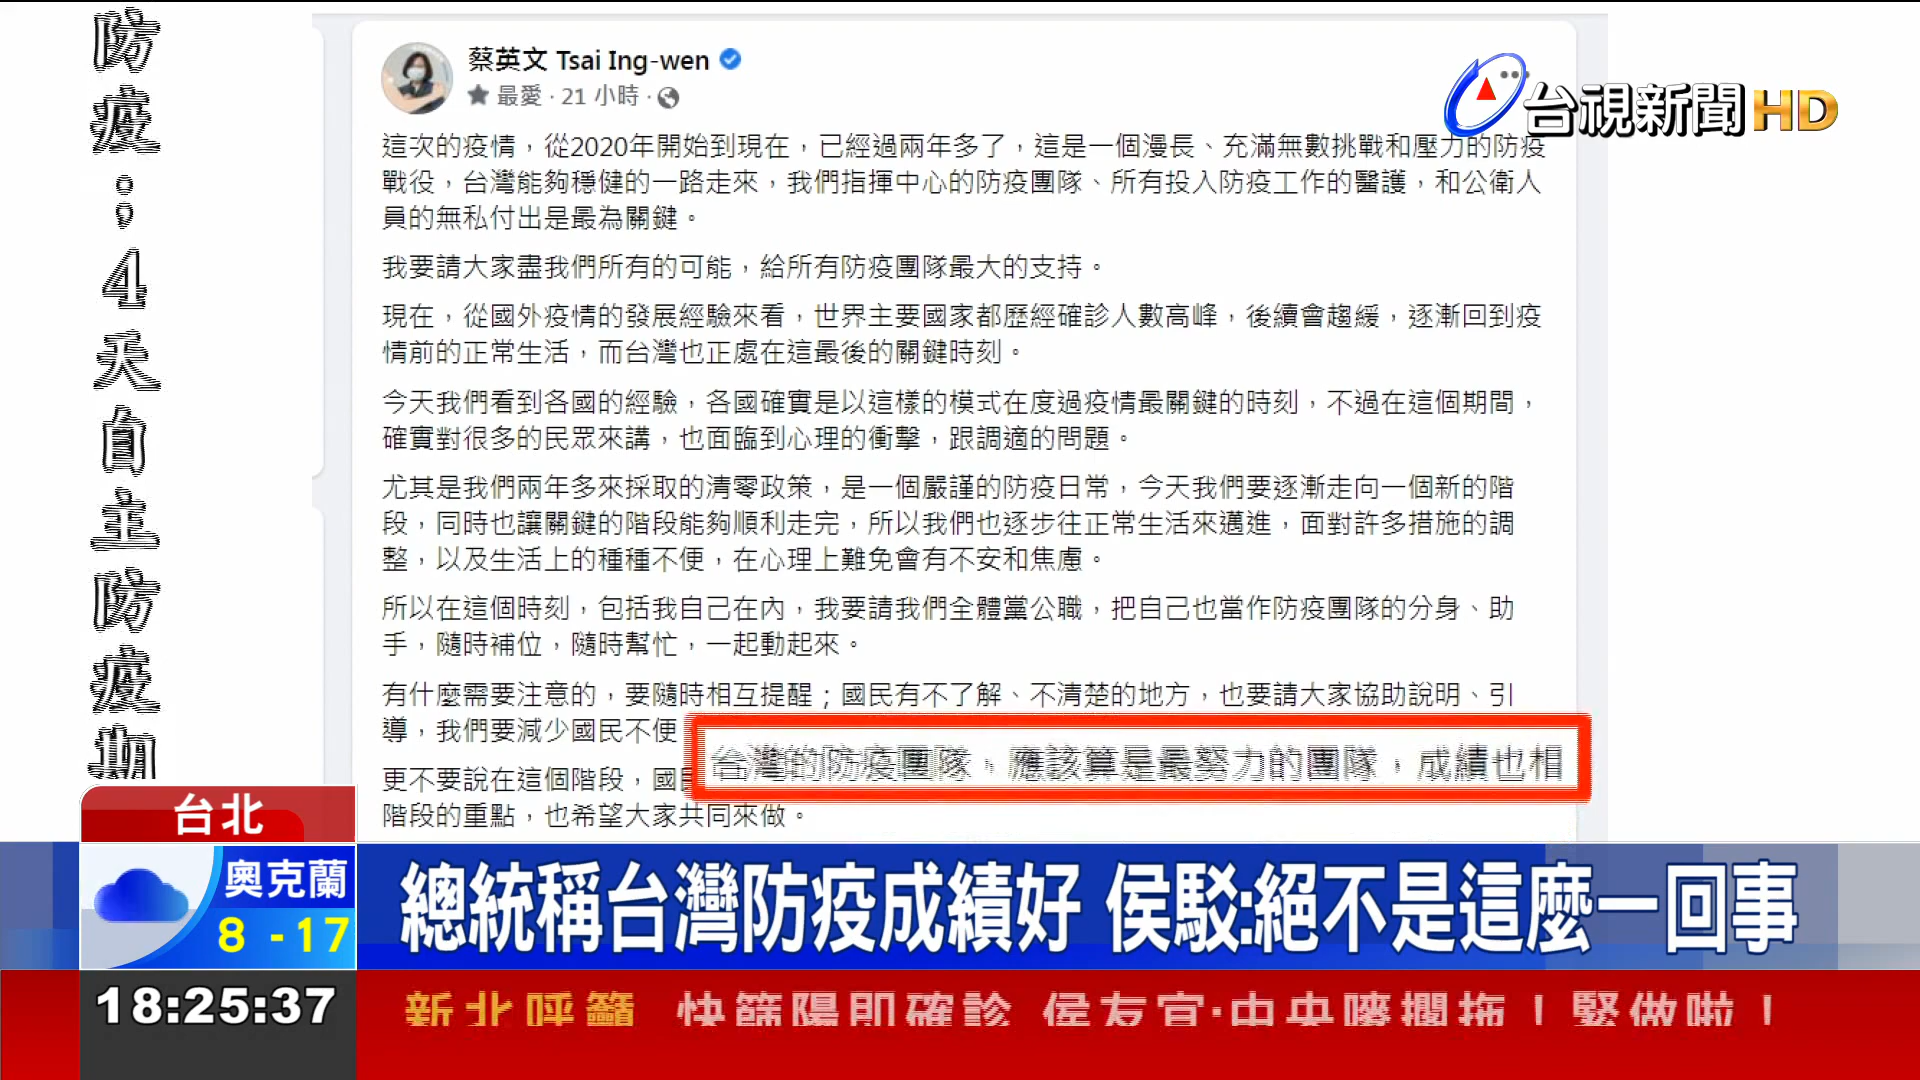 防疫:4天自主防疫期
蔡英文 Tsai Ing-wen
最愛 · 21 小時 ·
台視新聞HD
這次的疫情，從2020年開始到現在，已經過兩年多了，這是一個漫長、充滿無數挑戰和壓力的防疫
戰役，台灣能夠穩健的一路走來，我們指揮中心的防疫團隊、所有投入防疫工作的醫護，和公衛人
員的無私付出是最為關鍵。
我要請大家盡我們所有的可能，給所有防疫團隊最大的支持。
現在，從國外疫情的發展經驗來看，世界主要國家都歷經確診人數高峰，後續會趨緩，逐漸回到疫
情前的正常生活，而台灣也正處在這最後的關鍵時刻。
今天我們看到各國的經驗，各國確實是以這樣的模式在度過疫情最關鍵的時刻，不過在這個期間，
確實對很多的民眾來講，也面臨到心理的衝擊，跟調適的問題。
尤其是我們兩年多來採取的清零政策，是一個嚴謹的防疫日常，今天我們要逐漸走向一個新的階
段，同時也讓關鍵的階段能夠順利走完，所以我們也逐步往正常生活來邁進，面對許多措施的調
整，以及生活上的種種不便，在心理上難免會有不安和焦慮。
所以在這個時刻，包括我自己在內，我要請我們全體黨公職，把自己也當作防疫團隊的分身、助
手，隨時補位，隨時幫忙，一起動起來。
有什麼需要注意的，要隨時相互提醒；國民有不了解、不清楚的地方，也要請大家協助說明、引
導，我們要減少國民不便
台灣的防疫團隊、應該算是最努力的團隊，成績也相
更不要說在這個階段，國
階段的重點，也希望大家共同來做。
台北
奧克蘭
8 - 17
總統稱台灣防疫成績好 侯駁:絕不是這麼一回事
18:25:37
新北呼籲 快篩陽即確診 侯友宜:中央嘜擱拖！緊做啦！